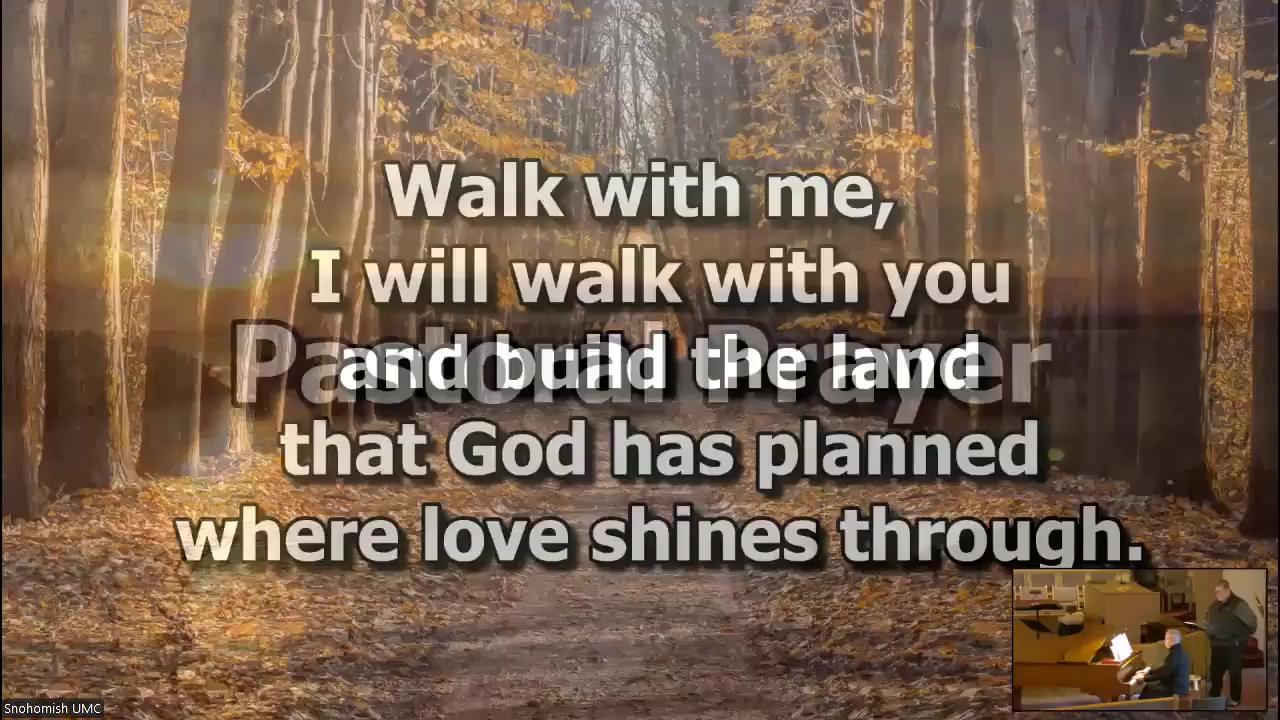 Walk with me,
I will walk with you
and build the land
Pastoral Prayer
that God has planned
where love shines through.
Snohomish UMC